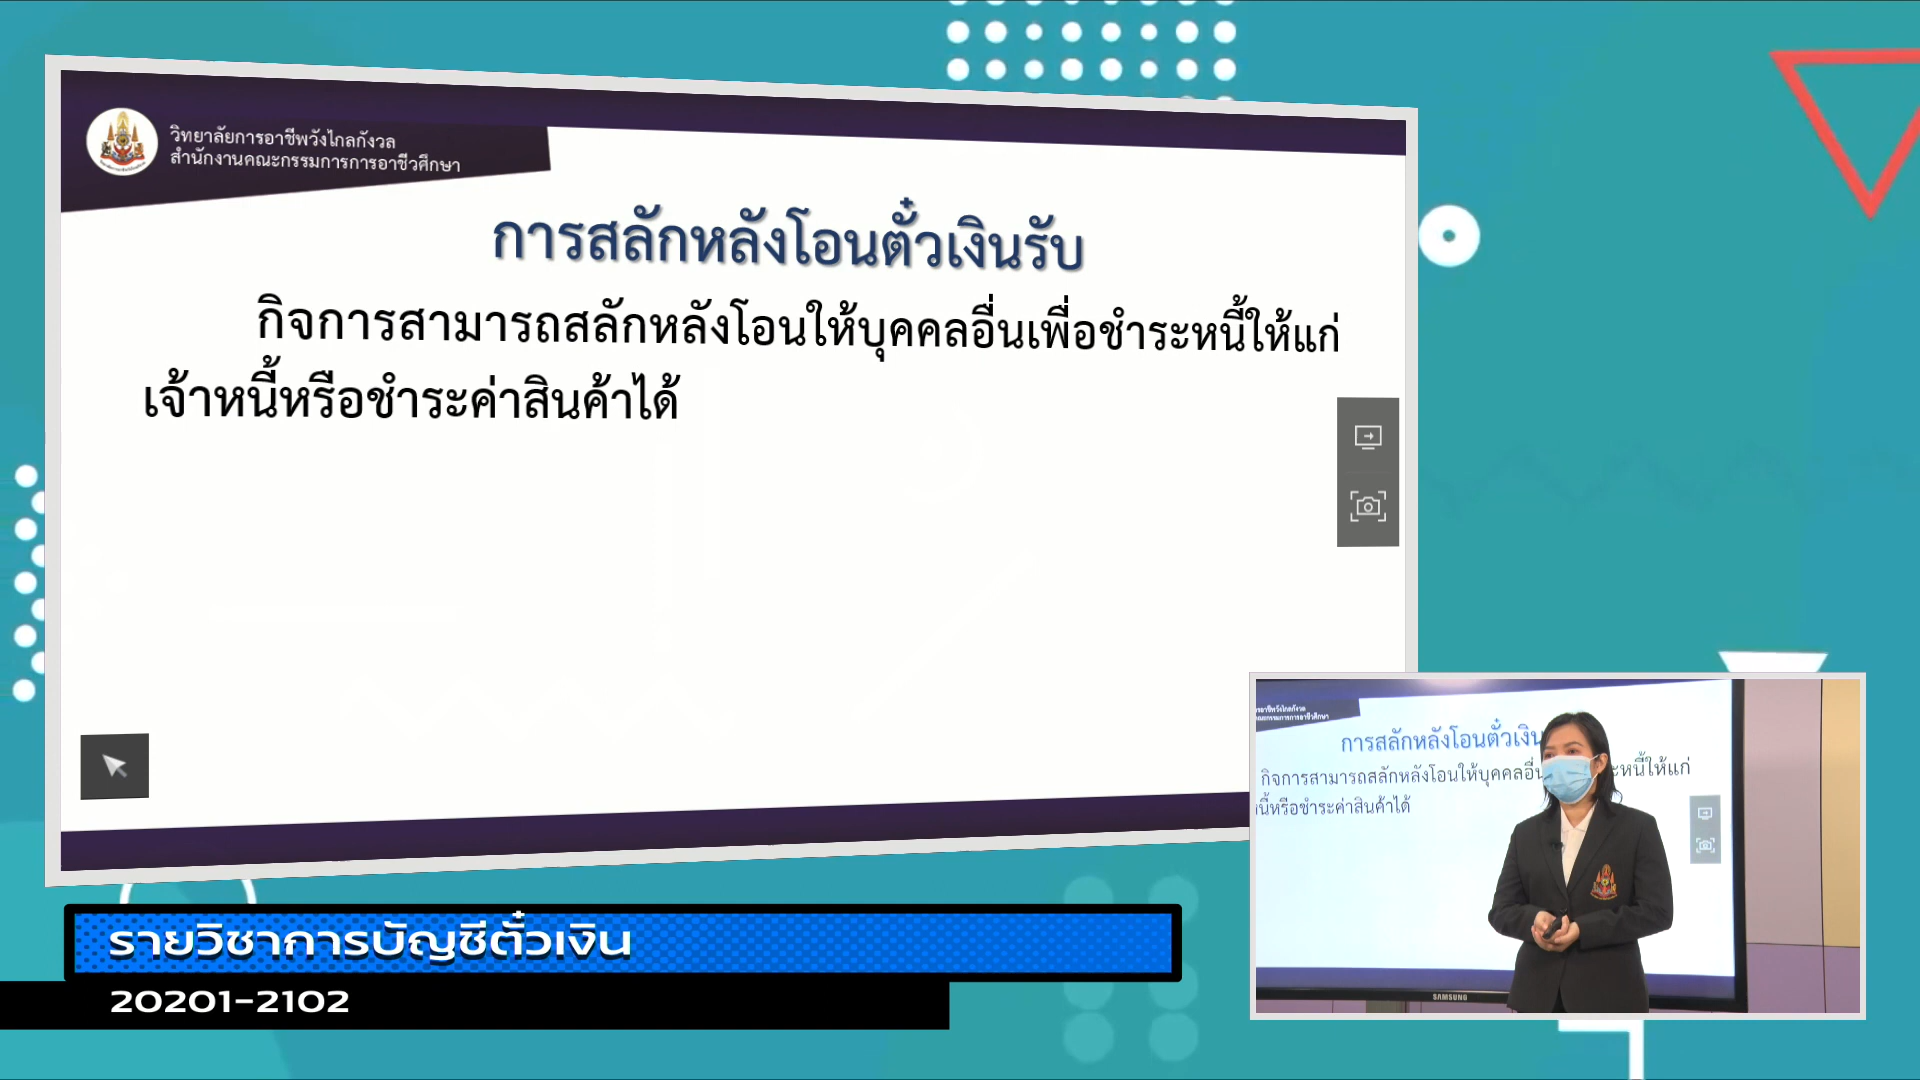 วิทยาลัยการอาชีพวังไกลกังวล
สำนักงานคณะกรรมการการอาชีวศึกษา
การสลักหลังโอนตั๋วเงินรับ
กิจการสามารถสลักหลังโอนให้บุคคลอื่นเพื่อชำระหนี้ให้แก่
เจ้าหนี้หรือชำระค่าสินค้าได้
การสลักหลังโอนตั๋วเงิน
กิจการสามารถสลักหลังโอนให้บุคคลอื่น ะหนี้ให้แก่
หนี้หรือชำระค่าสินค้าได้
SAMSUNG
รายวิชาการบัญชีตั๋วเงิน
20201-2102